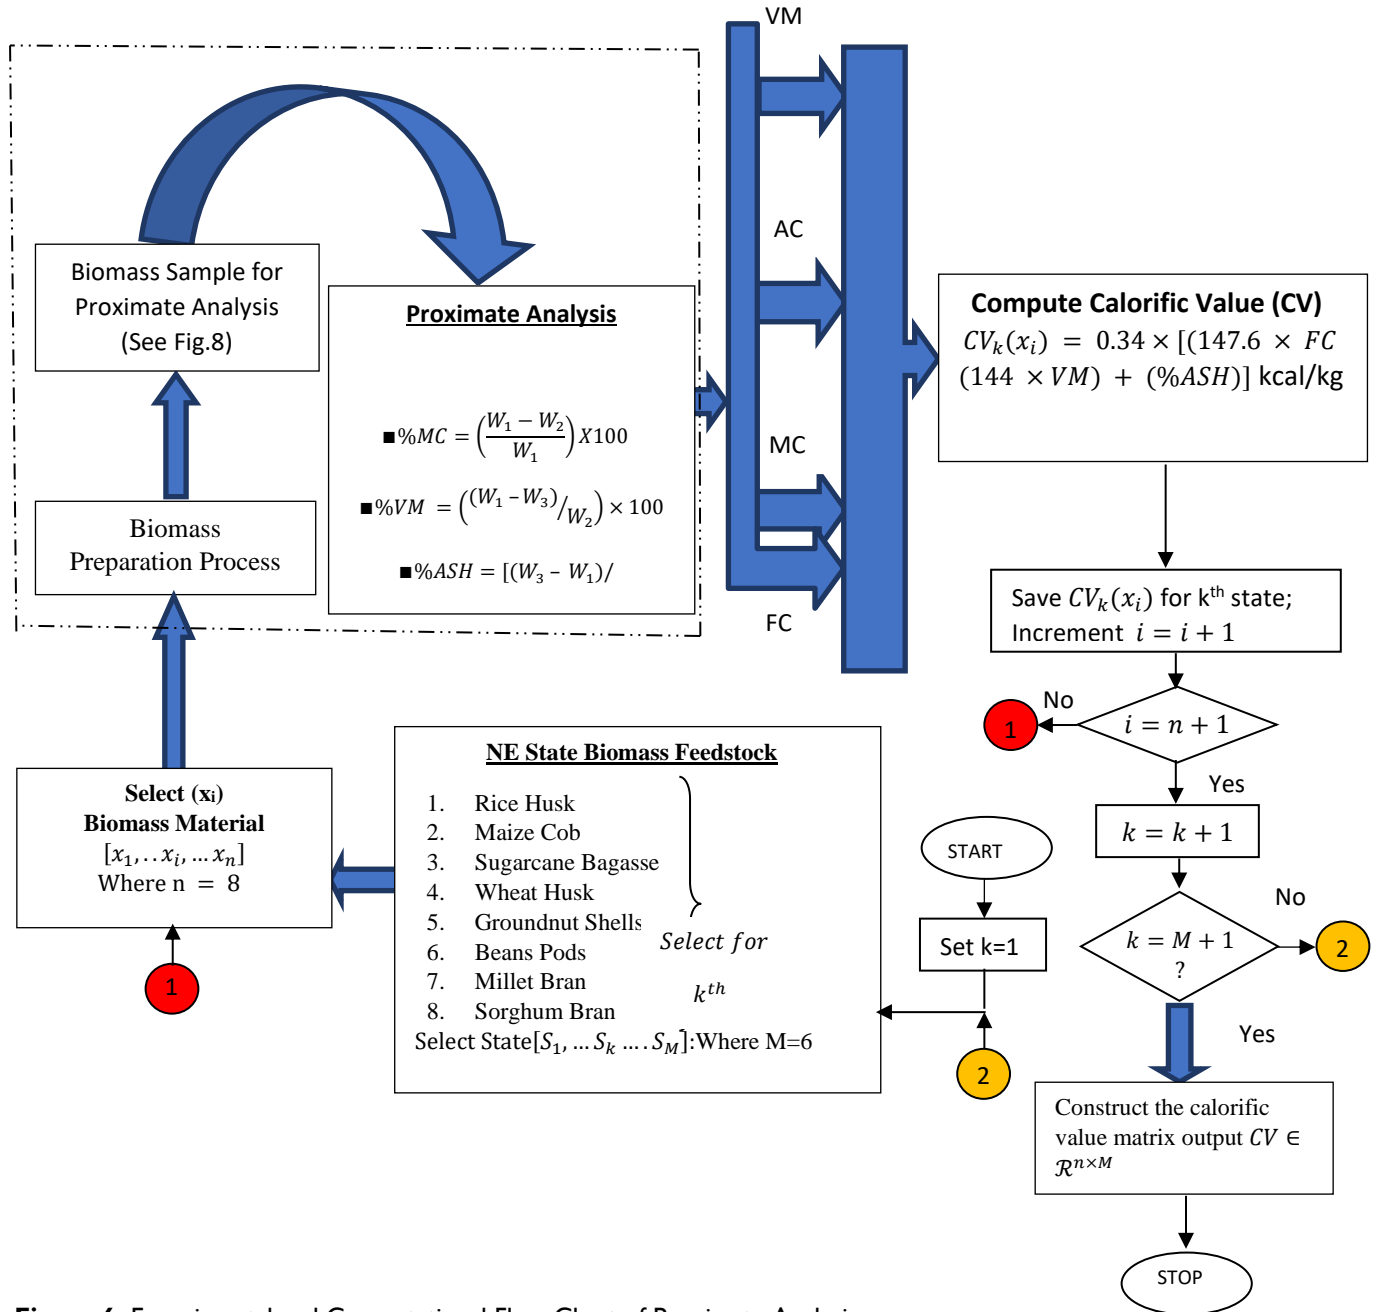 VM
AC
MC
FC
Biomass Sample for
Proximate Analysis
(See Fig.8)
Proximate Analysis
■%MC = ((W₁ − W₂)/W₁) X100
■%VM = ((W₁ −W₃)/W₂) × 100
■%ASH = [(W₃ − W₁)/
Biomass
Preparation Process
Compute Calorific Value (CV)
CVₖ(xᵢ) = 0.34 × [(147.6 × FC
(144 × VM) + (%ASH)] kcal/kg
Save CVₖ(xᵢ) for kᵗʰ state;
Increment i = i + 1
No
1
i = n + 1
Yes
k = k + 1
No
k = M + 1
?
2
Yes
Construct the calorific
value matrix output CV ∈
ℛⁿˣᴹ
STOP
START
Set k=1
2
NE State Biomass Feedstock
1. Rice Husk
2. Maize Cob
3. Sugarcane Bagasse
4. Wheat Husk
5. Groundnut Shells
6. Beans Pods
7. Millet Bran
8. Sorghum Bran
Select for
kᵗʰ
Select State[S₁, … Sₖ … . S_M]:Where M=6
Select (xᵢ)
Biomass Material
[x₁, . . xᵢ, … xₙ]
Where n = 8
1